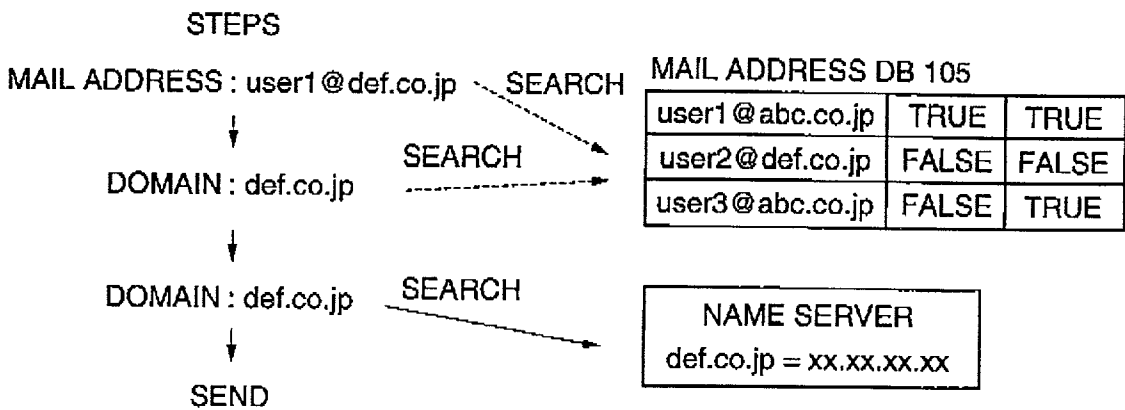 STEPS
MAIL ADDRESS : user1@def.co.jp
SEARCH
MAIL ADDRESS DB 105
user1@abc.co.jp TRUE TRUE
user2@def.co.jp FALSE FALSE
user3@abc.co.jp FALSE TRUE
DOMAIN : def.co.jp
SEARCH
DOMAIN : def.co.jp
SEARCH
NAME SERVER
def.co.jp = xx.xx.xx.xx
SEND